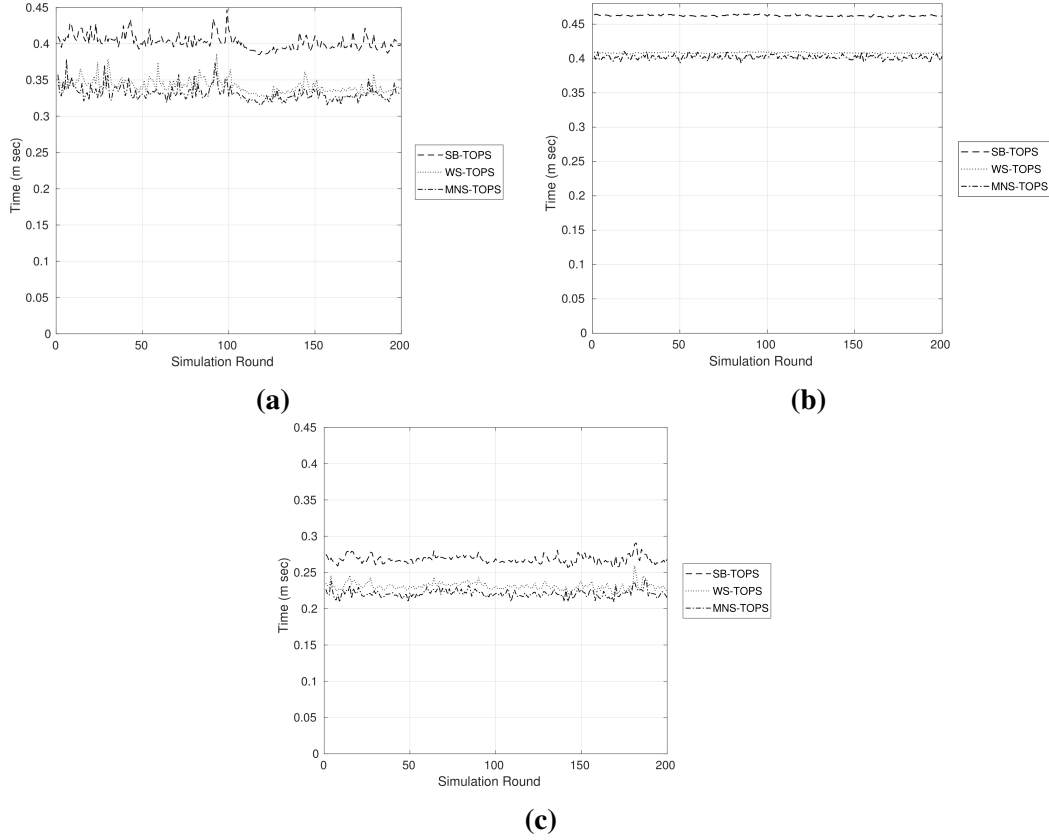 0.45
0.4
0.35
0.3
0.25
0.2
0.15
0.1
0.05
0
Time (m sec)
0 50 100 150 200
Simulation Round
SB-TOPS
WS-TOPS
MNS-TOPS
(a)
0.45
0.4
0.35
0.3
0.25
0.2
0.15
0.1
0.05
0
Time (m sec)
0 50 100 150 200
Simulation Round
SB-TOPS
WS-TOPS
MNS-TOPS
(b)
0.45
0.4
0.35
0.3
0.25
0.2
0.15
0.1
0.05
0
Time (m sec)
0 50 100 150 200
Simulation Round
SB-TOPS
WS-TOPS
MNS-TOPS
(c)